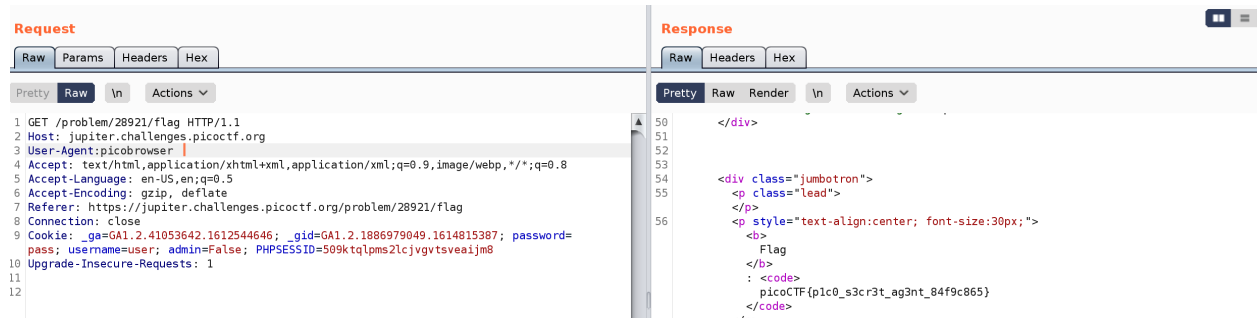 Request
Raw Params Headers Hex
Pretty Raw \n Actions
1 GET /problem/28921/flag HTTP/1.1
2 Host: jupiter.challenges.picoctf.org
3 User-Agent:picobrowser
4 Accept: text/html,application/xhtml+xml,application/xml;q=0.9,image/webp,*/*;q=0.8
5 Accept-Language: en-US,en;q=0.5
6 Accept-Encoding: gzip, deflate
7 Referer: https://jupiter.challenges.picoctf.org/problem/28921/flag
8 Connection: close
9 Cookie: _ga=GA1.2.41053642.1612544646; _gid=GA1.2.1886979049.1614815387; password=
pass; username=user; admin=False; PHPSESSID=509ktqlpms2lcjvgvtsveaijm8
10 Upgrade-Insecure-Requests: 1
11
12
Response
Raw Headers Hex
Pretty Raw Render \n Actions
50 </div>
51
52
53
54 <div class="jumbotron">
55 <p class="lead">
</p>
56 <p style="text-align:center; font-size:30px;">
<b>
Flag
</b>
: <code>
picoCTF{p1c0_s3cr3t_ag3nt_84f9c865}
</code>